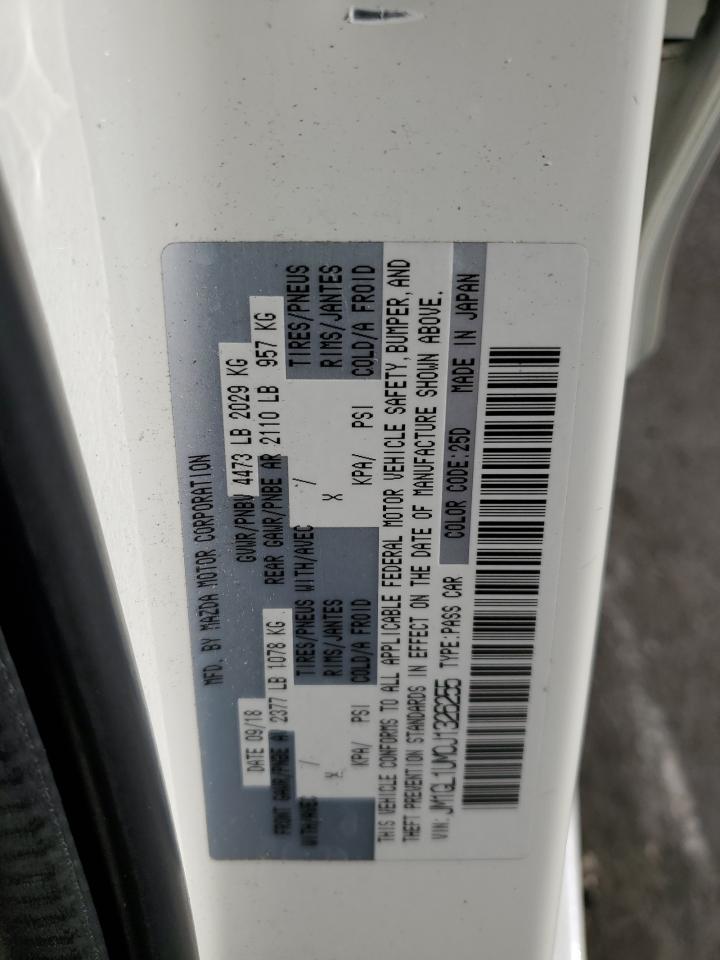 MFD. BY MAZDA MOTOR CORPORATION
DATE 09/18 GVWR/PNBV 4473 LB 2029 KG
FRONT GAWR/PNBE A 2377 LB 1078 KG REAR GAWR/PNBE AR 2110 LB 957 KG
WITH/AVEC / TIRES/PNEUS WITH/AVEC / TIRES/PNEUS
X RIMS/JANTES X RIMS/JANTES
KPA/ PSI COLD/A FROID KPA/ PSI COLD/A FROID
THIS VEHICLE CONFORMS TO ALL APPLICABLE FEDERAL MOTOR VEHICLE SAFETY, BUMPER, AND
THEFT PREVENTION STANDARDS IN EFFECT ON THE DATE OF MANUFACTURE SHOWN ABOVE.
VIN: JM1GL1UM0J1326255 TYPE:PASS CAR COLOR CODE:25D MADE IN JAPAN